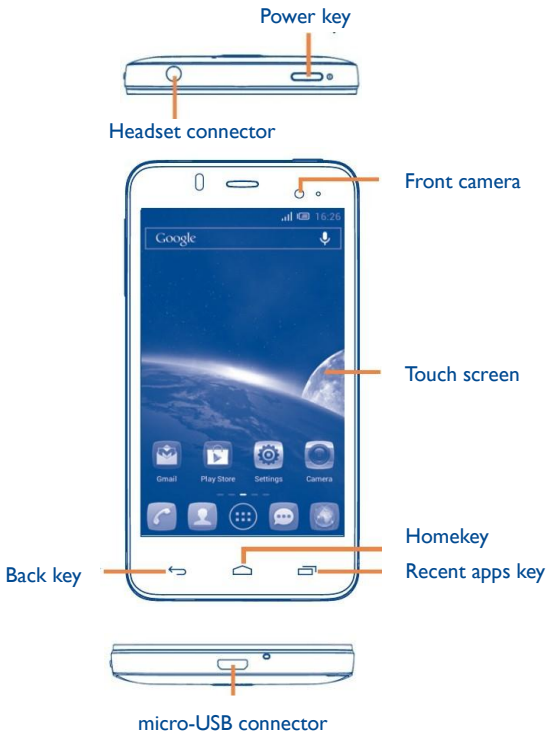 Power key
Headset connector
Front camera
16:26
Google
Touch screen
Gmail Play Store Settings Camera
Homekey
Back key
Recent apps key
micro-USB connector